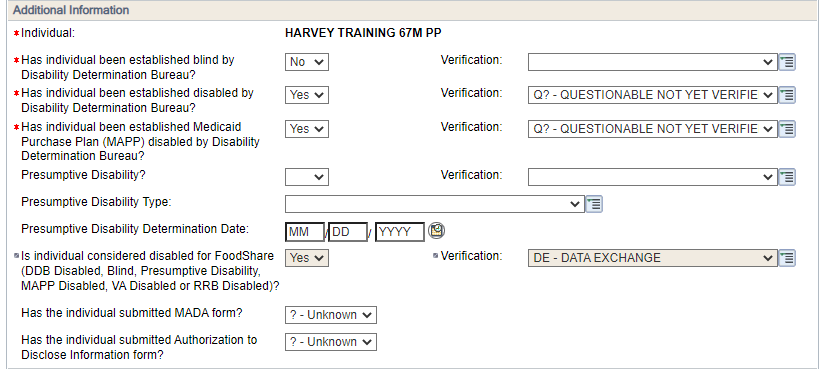 Additional Information
*Individual: HARVEY TRAINING 67M PP
*Has individual been established blind by No Verification:
Disability Determination Bureau?
*Has individual been established disabled by Yes Verification: Q? - QUESTIONABLE NOT YET VERIFIE
Disability Determination Bureau?
*Has individual been established Medicaid Yes Verification: Q? - QUESTIONABLE NOT YET VERIFIE
Purchase Plan (MAPP) disabled by Disability
Determination Bureau?
Presumptive Disability? Verification:
Presumptive Disability Type:
Presumptive Disability Determination Date: MM / DD / YYYY
Is individual considered disabled for FoodShare Yes Verification: DE - DATA EXCHANGE
(DDB Disabled, Blind, Presumptive Disability,
MAPP Disabled, VA Disabled or RRB Disabled)?
Has the individual submitted MADA form? ? - Unknown
Has the individual submitted Authorization to ? - Unknown
Disclose Information form?